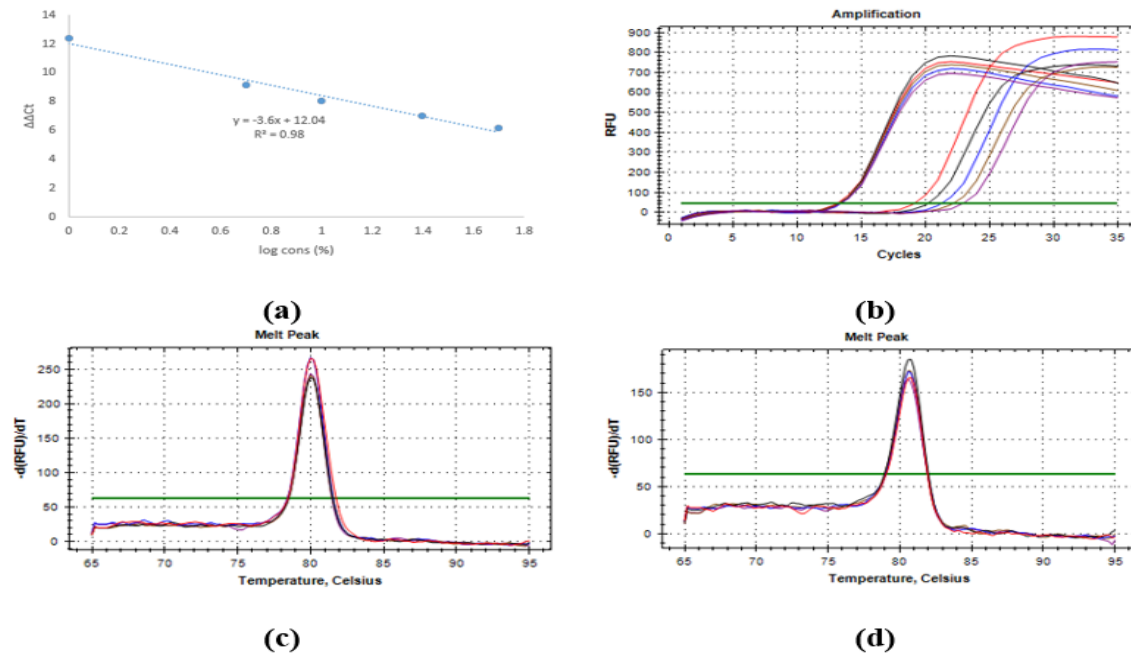 14
12
10
8
6
4
2
0
ΔΔCt
y = -3.6x + 12.04
R² = 0.98
0 0.2 0.4 0.6 0.8 1 1.2 1.4 1.6 1.8
log cons (%)
(a)
Amplification
900
800
700
600
500
400
300
200
100
0
RFU
0 5 10 15 20 25 30 35
Cycles
(b)
Melt Peak
250
200
150
100
50
0
-d(RFU)/dT
65 70 75 80 85 90 95
Temperature, Celsius
(c)
Melt Peak
150
100
50
0
-d(RFU)/dT
65 70 75 80 85 90 95
Temperature, Celsius
(d)